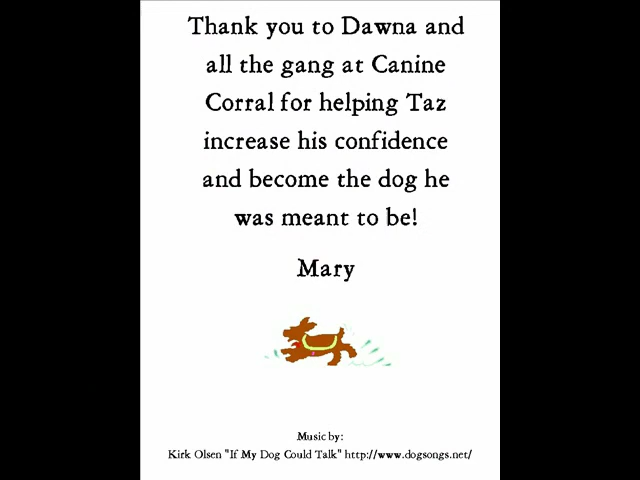 Thank you to Dawna and
all the gang at Canine
Corral for helping Taz
increase his confidence
and become the dog he
was meant to be!
Mary
Music by:
Kirk Olsen "If My Dog Could Talk" http://www.dogsongs.net/